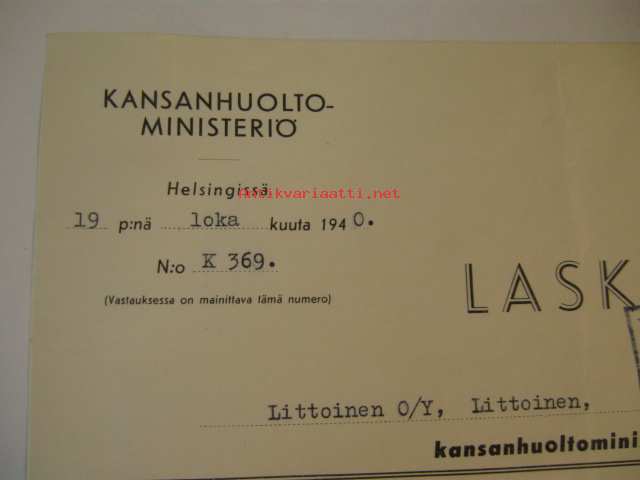 KANSANHUOLTO-
MINISTERIÖ
Helsingissä
antikvariaatti.net
19 p:nä loka kuuta 1940.
N:o K 369.
(Vastauksessa on mainittava tämä numero)
LASK
Littoinen O/Y, Littoinen,
kansanhuoltomini